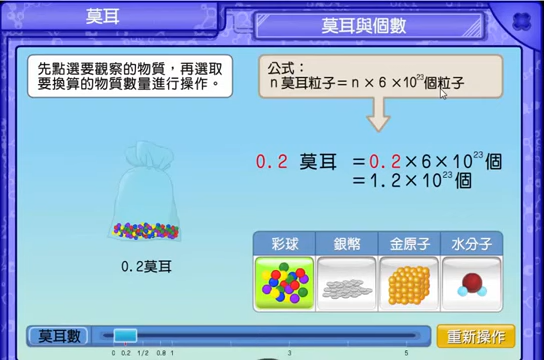 莫耳
莫耳與個數
先點選要觀察的物質，再選取
要換算的物質數量進行操作。
公式：
n 莫耳粒子＝n × 6 ×10²³個粒子
0.2 莫耳 ＝0.2×6×10²³個
＝1.2×10²³個
0.2莫耳
彩球 銀幣 金原子 水分子
莫耳數
0 0.2 1/2 0.8 1 3 5
重新操作